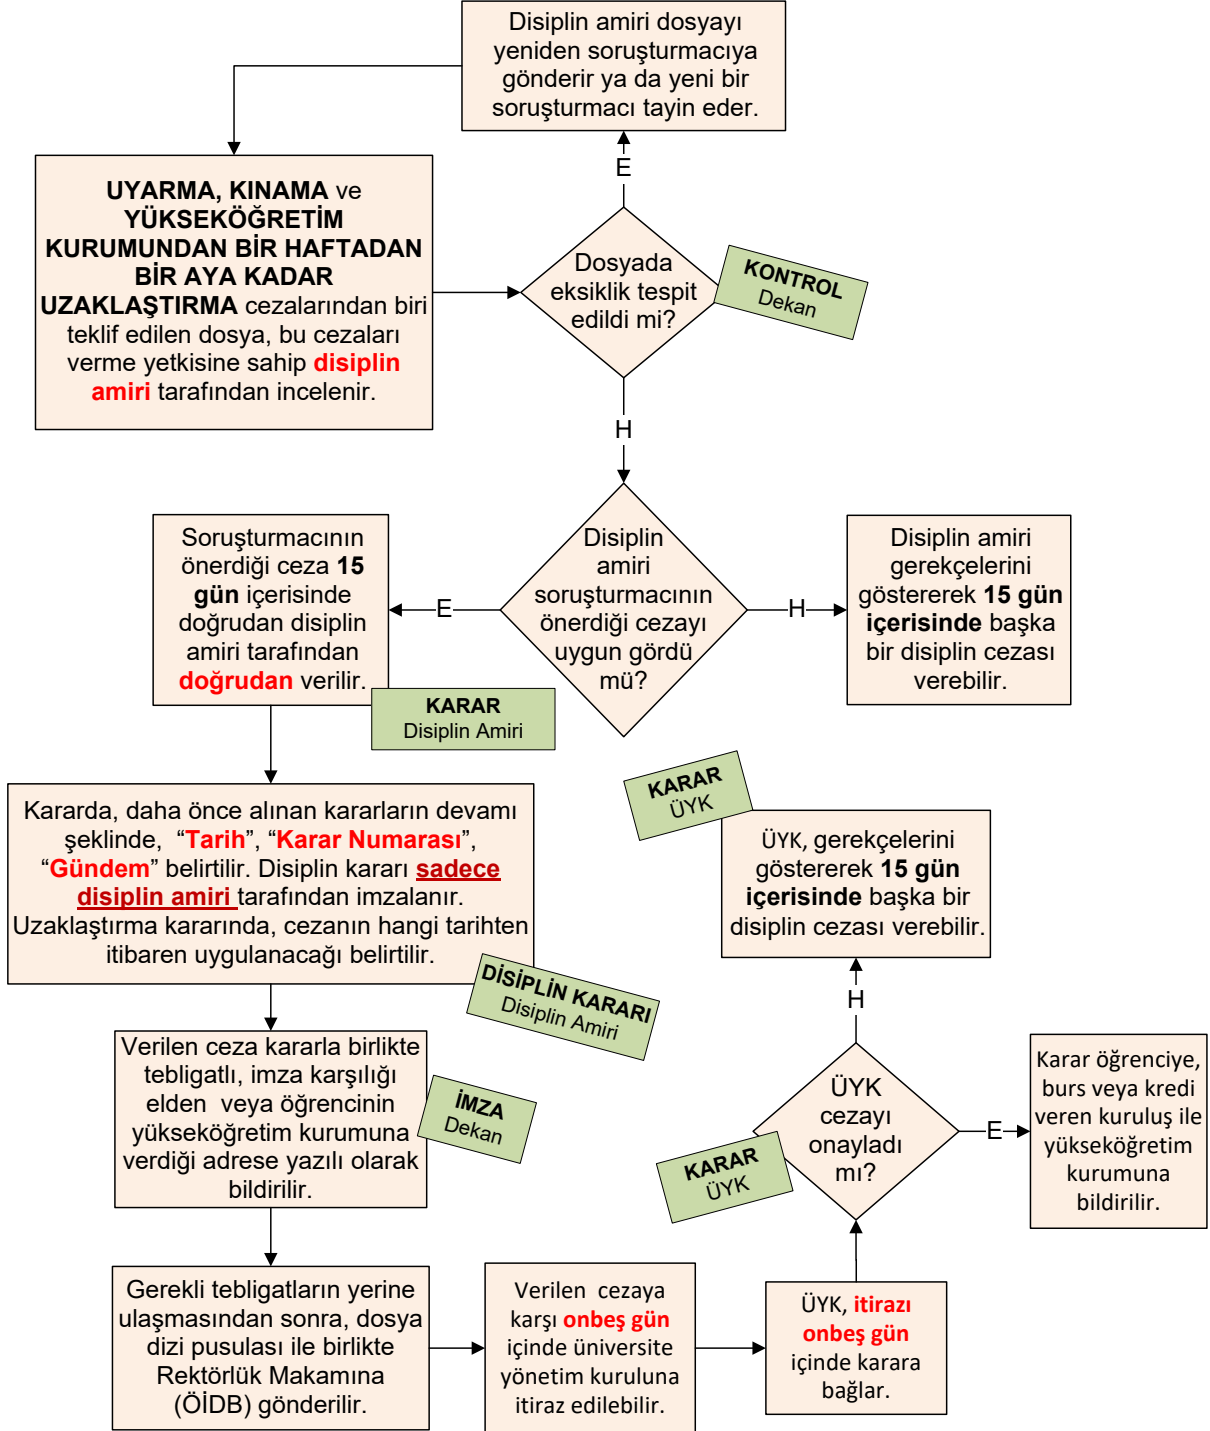 Disiplin amiri dosyayı
yeniden soruşturmacıya
gönderir ya da yeni bir
soruşturmacı tayin eder.
E
UYARMA, KINAMA ve
YÜKSEKÖĞRETİM
KURUMUNDAN BİR HAFTADAN
BİR AYA KADAR
UZAKLAŞTIRMA cezalarından biri
teklif edilen dosya, bu cezaları
verme yetkisine sahip disiplin
amiri tarafından incelenir.
Dosyada
eksiklik tespit
edildi mi?
KONTROL
Dekan
H
Disiplin
amiri
soruşturmacının
önerdiği cezayı
uygun gördü
mü?
E
Soruşturmacının
önerdiği ceza 15
gün içerisinde
doğrudan disiplin
amiri tarafından
doğrudan verilir.
KARAR
Disiplin Amiri
H
Disiplin amiri
gerekçelerini
göstererek 15 gün
içerisinde başka
bir disiplin cezası
verebilir.
Kararda, daha önce alınan kararların devamı
şeklinde, “Tarih”, “Karar Numarası”,
“Gündem” belirtilir. Disiplin kararı sadece
disiplin amiri tarafından imzalanır.
Uzaklaştırma kararında, cezanın hangi tarihten
itibaren uygulanacağı belirtilir.
DİSİPLİN KARARI
Disiplin Amiri
KARAR
ÜYK
ÜYK, gerekçelerini
göstererek 15 gün
içerisinde başka bir
disiplin cezası verebilir.
H
Verilen ceza kararla birlikte
tebligatlı, imza karşılığı
elden veya öğrencinin
yükseköğretim kurumuna
verdiği adrese yazılı olarak
bildirilir.
İMZA
Dekan
ÜYK
cezayı
onayladı
mı?
KARAR
ÜYK
E
Karar öğrenciye,
burs veya kredi
veren kuruluş ile
yükseköğretim
kurumuna
bildirilir.
Gerekli tebligatların yerine
ulaşmasından sonra, dosya
dizi pusulası ile birlikte
Rektörlük Makamına
(ÖİDB) gönderilir.
Verilen cezaya
karşı onbeş gün
içinde üniversite
yönetim kuruluna
itiraz edilebilir.
ÜYK, itirazı
onbeş gün
içinde karara
bağlar.